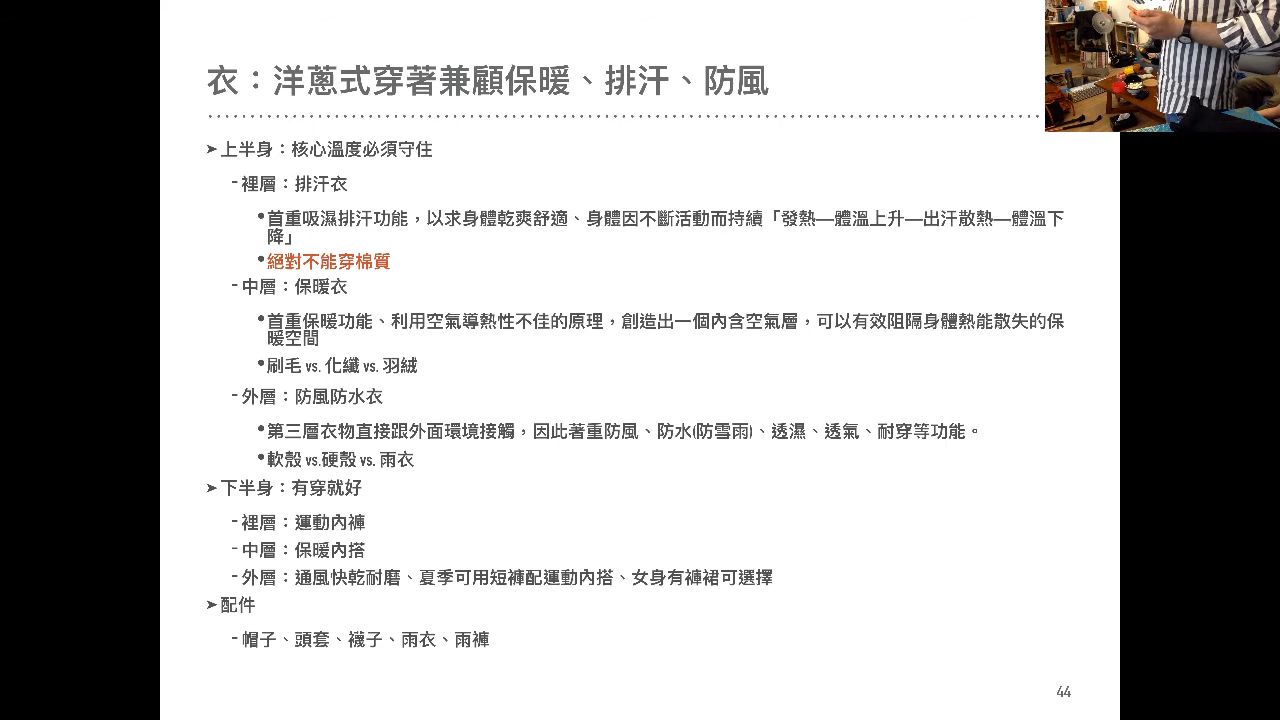 衣：洋蔥式穿著兼顧保暖、排汗、防風
➤上半身：核心溫度必須守住
-裡層：排汗衣
•首重吸濕排汗功能，以求身體乾爽舒適、身體因不斷活動而持續「發熱—體溫上升—出汗散熱—體溫下
降」
•絕對不能穿棉質
-中層：保暖衣
•首重保暖功能、利用空氣導熱性不佳的原理，創造出一個內含空氣層，可以有效阻隔身體熱能散失的保
暖空間
•刷毛 vs. 化纖 vs. 羽絨
-外層：防風防水衣
•第三層衣物直接跟外面環境接觸，因此著重防風、防水(防雪雨)、透濕、透氣、耐穿等功能。
•軟殼 vs.硬殼 vs. 雨衣
➤下半身：有穿就好
-裡層：運動內褲
-中層：保暖內搭
-外層：通風快乾耐磨、夏季可用短褲配運動內搭、女身有褲裙可選擇
➤配件
-帽子、頭套、襪子、雨衣、雨褲
44